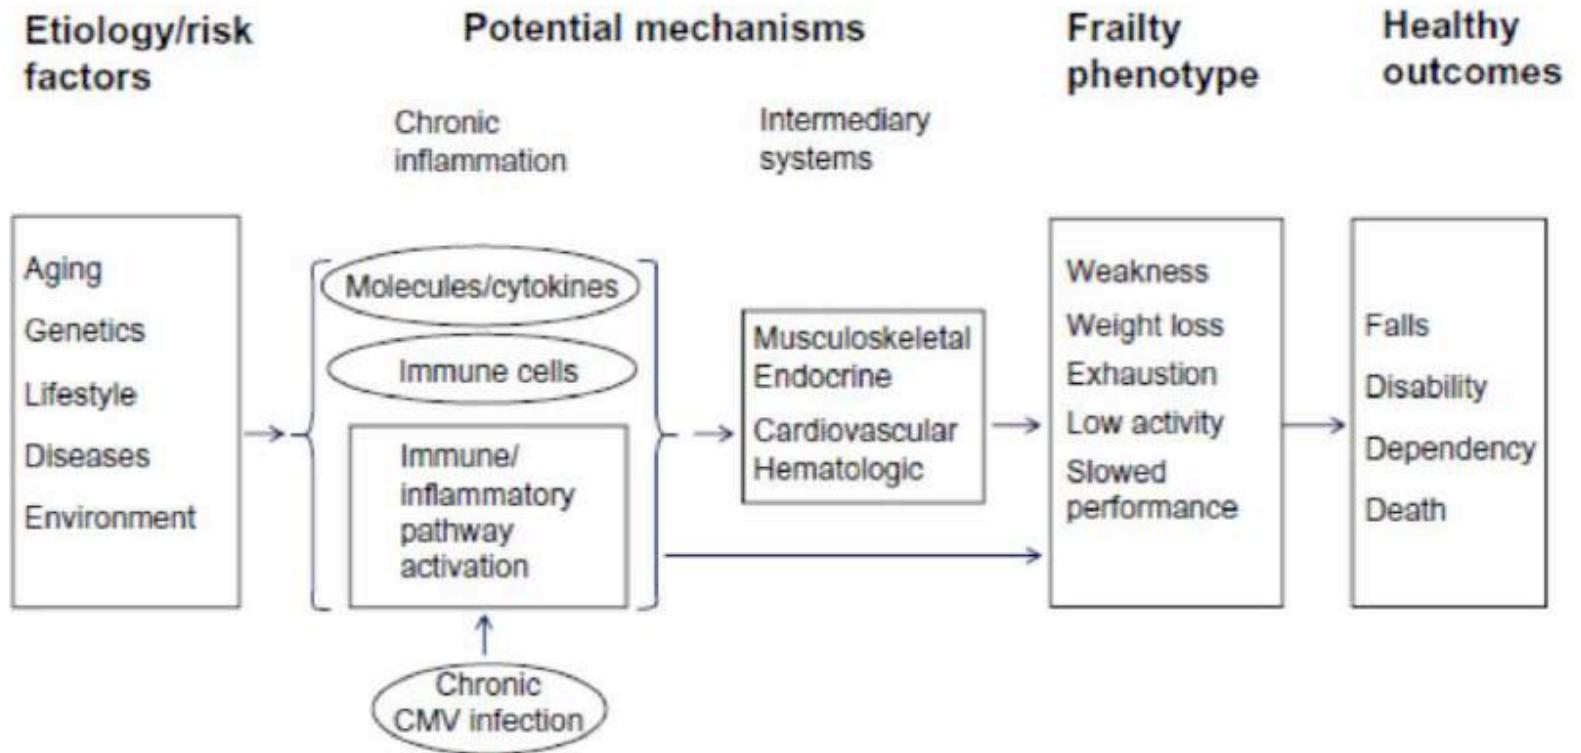 Etiology/risk
factors
Potential mechanisms
Frailty
phenotype
Healthy
outcomes
Chronic
inflammation
Intermediary
systems
Aging
Genetics
Lifestyle
Diseases
Environment
Molecules/cytokines
Immune cells
Immune/
inflammatory
pathway
activation
Chronic
CMV infection
Musculoskeletal
Endocrine
Cardiovascular
Hematologic
Weakness
Weight loss
Exhaustion
Low activity
Slowed
performance
Falls
Disability
Dependency
Death